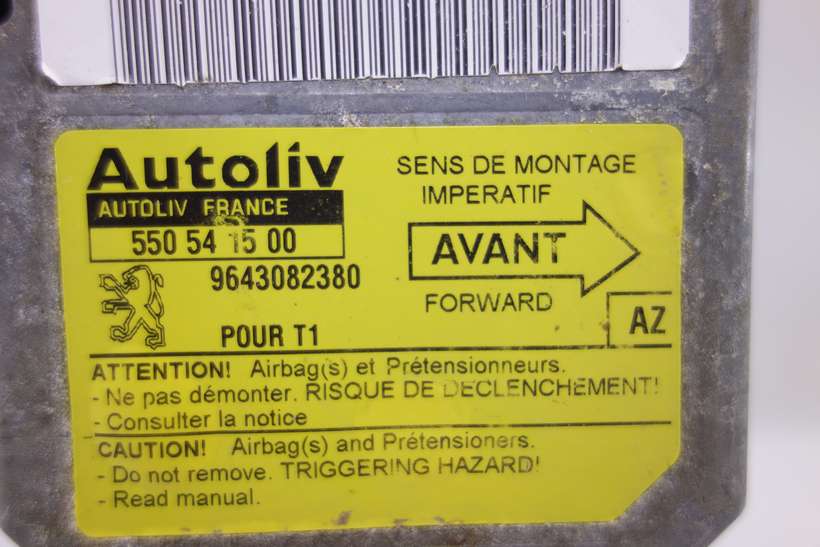 Autoliv
AUTOLIV FRANCE
550 54 15 00
9643082380
POUR T1
SENS DE MONTAGE
IMPERATIF
AVANT
FORWARD
AZ
ATTENTION! Airbag(s) et Prétensionneurs.
- Ne pas démonter. RISQUE DE DECLENCHEMENT!
- Consulter la notice
CAUTION! Airbag(s) and Prétensioners.
- Do not remove. TRIGGERING HAZARD!
- Read manual.